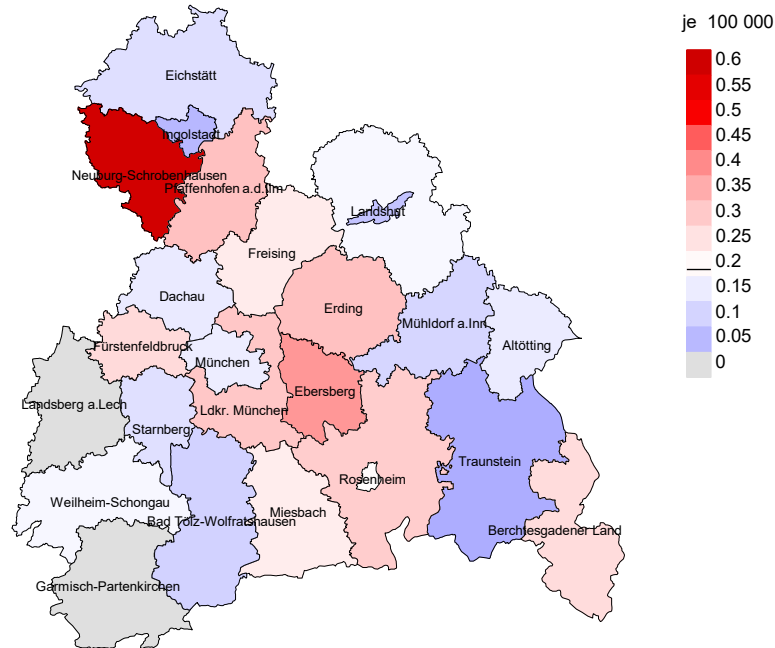 je 100 000
0.6
0.55
0.5
0.45
0.4
0.35
0.3
0.25
0.2
0.15
0.1
0.05
0
Eichstätt
Ingolstadt
Neuburg-Schrobenhausen
Pfaffenhofen a.d.Ilm
Landshut
Freising
Dachau
Erding
Mühldorf a.Inn
Altötting
Fürstenfeldbruck
München
Ebersberg
Landsberg a.Lech
Ldkr. München
Starnberg
Traunstein
Rosenheim
Weilheim-Schongau
Miesbach
Bad Tölz-Wolfratshausen
Berchtesgadener Land
Garmisch-Partenkirchen